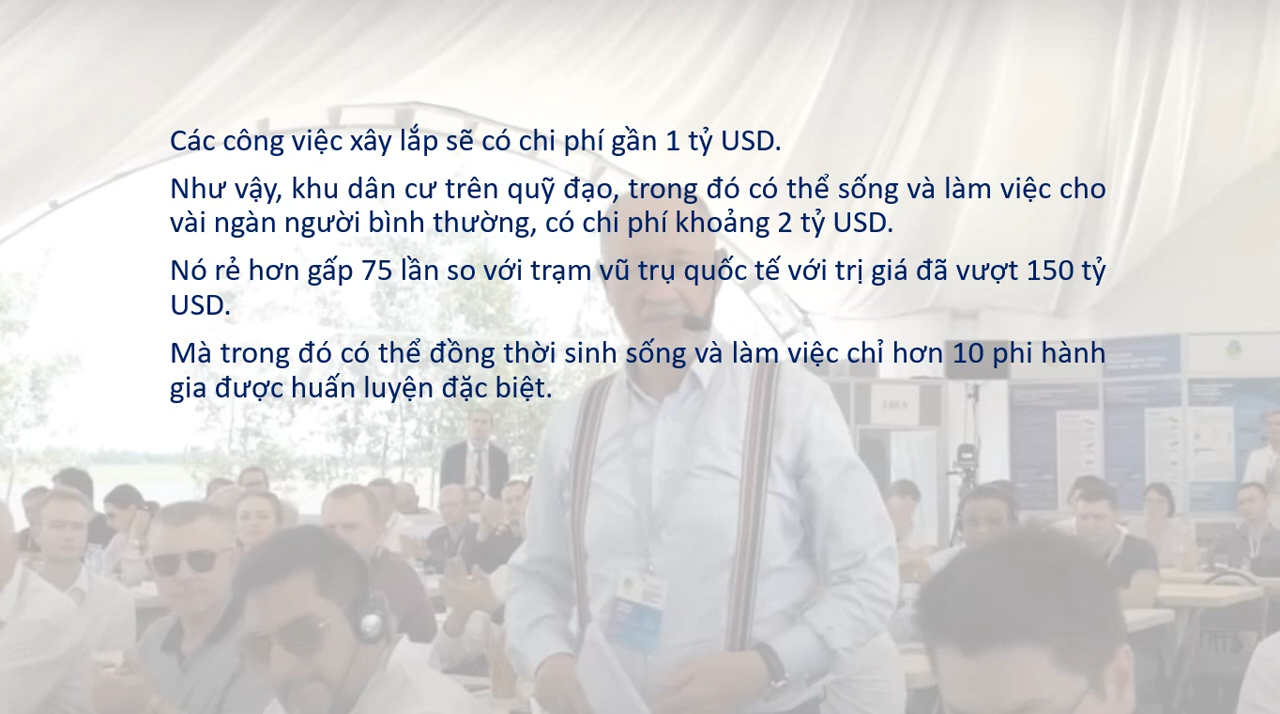 Các công việc xây lắp sẽ có chi phí gần 1 tỷ USD.
Như vậy, khu dân cư trên quỹ đạo, trong đó có thể sống và làm việc cho
vài ngàn người bình thường, có chi phí khoảng 2 tỷ USD.
Nó rẻ hơn gấp 75 lần so với trạm vũ trụ quốc tế với trị giá đã vượt 150 tỷ
USD.
Mà trong đó có thể đồng thời sinh sống và làm việc chỉ hơn 10 phi hành
gia được huấn luyện đặc biệt.